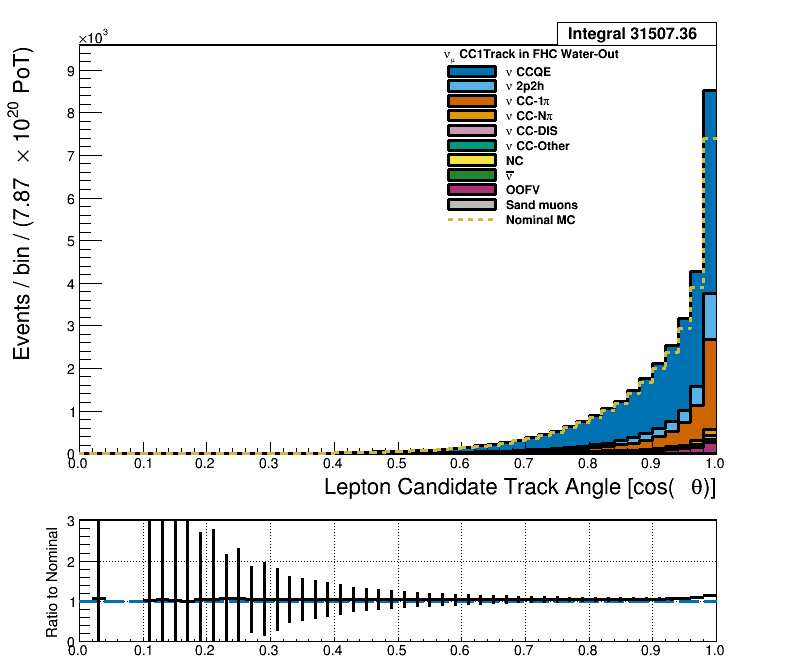 Integral 31507.36
×10³
ν_μ CC1Track in FHC Water-Out
ν CCQE
ν 2p2h
ν CC-1π
ν CC-Nπ
ν CC-DIS
ν CC-Other
NC
ν̅
OOFV
Sand muons
Nominal MC
Events / bin / (7.87 × 10²⁰ PoT)
9
8
7
6
5
4
3
2
1
0
0.0 0.1 0.2 0.3 0.4 0.5 0.6 0.7 0.8 0.9 1.0
Lepton Candidate Track Angle [cos( θ)]
Ratio to Nominal
3
2
1
0
0.0 0.1 0.2 0.3 0.4 0.5 0.6 0.7 0.8 0.9 1.0